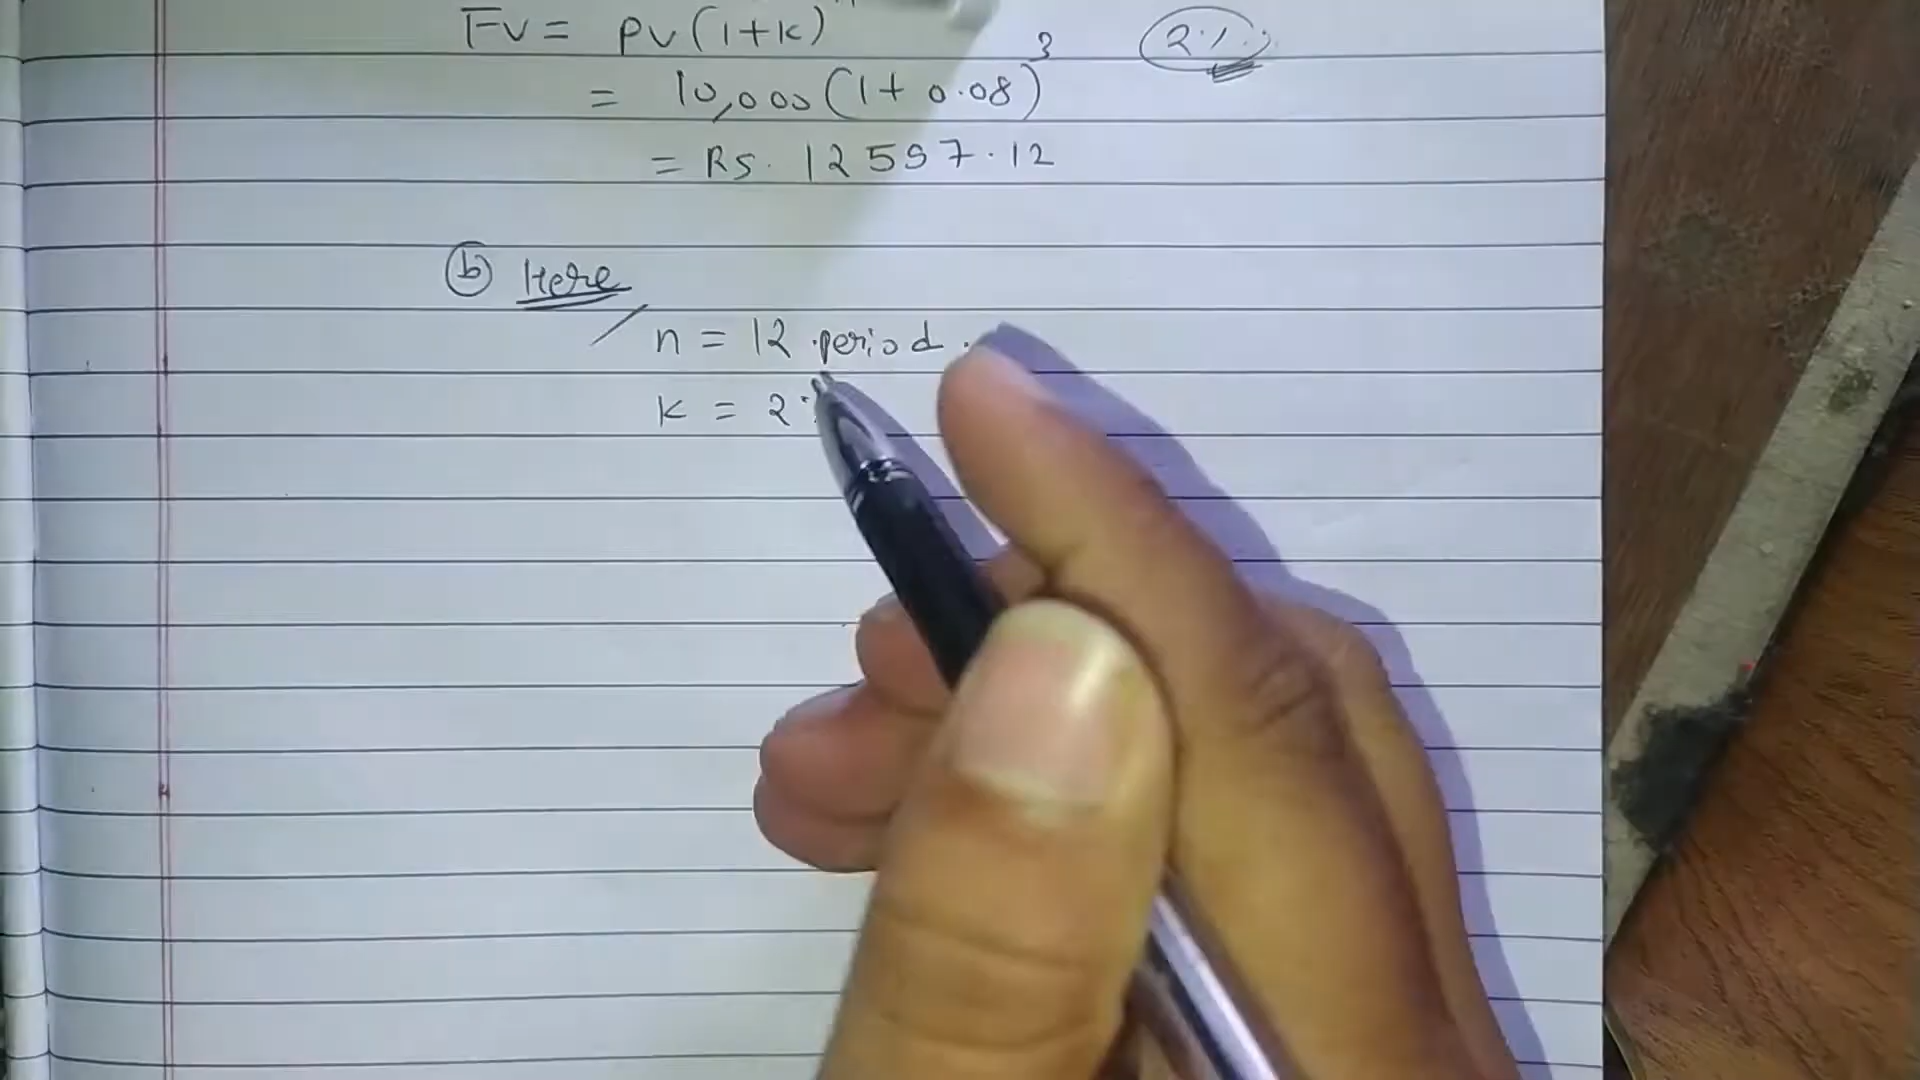 FV = PV(1+k)ⁿ
2%
= 10,000(1+0.08)³
= RS. 12597.12
(b) Here
n = 12 period.
k = 2%